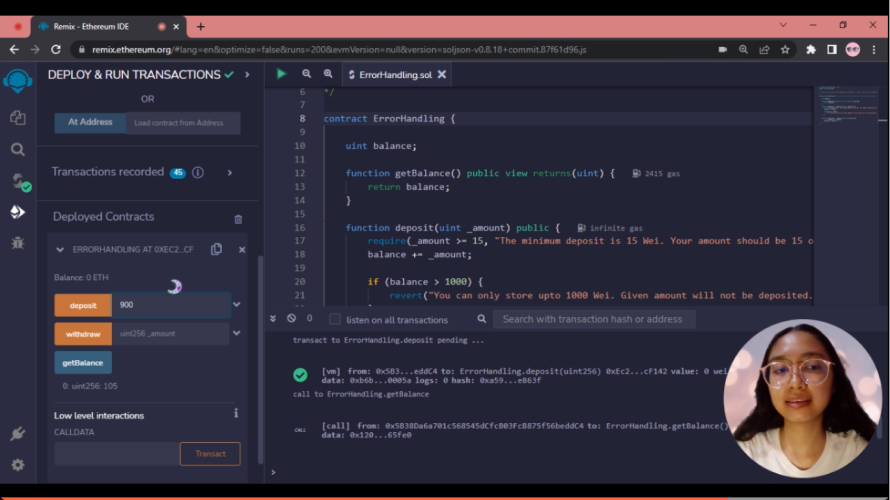 Remix - Ethereum IDE
remix.ethereum.org/#lang=en&optimize=false&runs=200&evmVersion=null&version=soljson-v0.8.18+commit.87f61d96.js
DEPLOY & RUN TRANSACTIONS
OR
At Address
Load contract from Address
Transactions recorded 45
Deployed Contracts
ERRORHANDLING AT 0XEC2...CF
Balance: 0 ETH
deposit 900
withdraw uint256 _amount
getBalance
0: uint256: 105
Low level interactions
CALLDATA
Transact
ErrorHandling.sol
6 */
7
8 contract ErrorHandling {
9
10 uint balance;
11
12 function getBalance() public view returns(uint) { 2415 gas
13 return balance;
14 }
15
16 function deposit(uint _amount) public { infinite gas
17 require(_amount >= 15, "The minimum deposit is 15 Wei. Your amount should be 15 o
18 balance += _amount;
19
20 if (balance > 1000) {
21 revert("You can only store upto 1000 Wei. Given amount will not be deposited.
0 listen on all transactions Search with transaction hash or address
transact to ErrorHandling.deposit pending ...
[vm] from: 0x5B3...eddC4 to: ErrorHandling.deposit(uint256) 0xEc2...cF142 value: 0 wei
data: 0xb6b...0005a logs: 0 hash: 0xa59...e863f
call to ErrorHandling.getBalance
CALL [call] from: 0x5B38Da6a701c568545dCfcB03FcB875f56beddC4 to: ErrorHandling.getBalance()
data: 0x120...65fe0
>